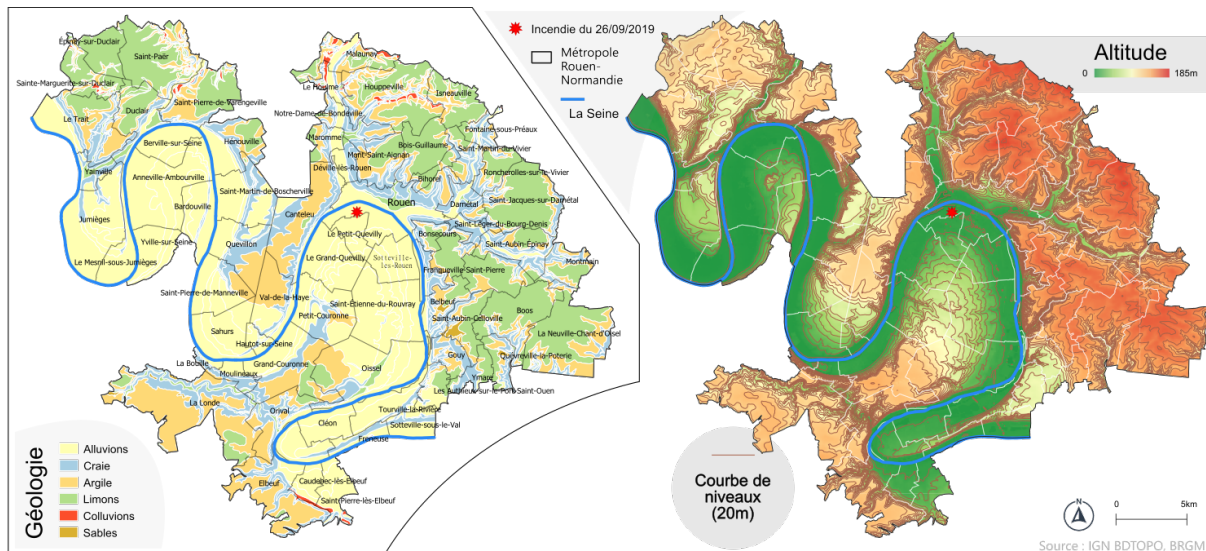 Incendie du 26/09/2019
Métropole
Rouen-
Normandie
La Seine
Altitude
0
185m
Épinay-sur-Duclair
Saint-Paër
Sainte-Marguerite-sur-Duclair
Le Trait
Duclair
Saint-Pierre-de-Varengeville
Yainville
Berville-sur-Seine
Hénouville
Anneville-Ambourville
Jumièges
Bardouville
Saint-Martin-de-Boscherville
Yville-sur-Seine
Le Mesnil-sous-Jumièges
Quevillon
Saint-Pierre-de-Manneville
Val-de-la-Haye
Sahurs
Hautot-sur-Seine
La Bouille
Moulineaux
La Londe
Malaunay
Le Houlme
Houppeville
Isneauville
Notre-Dame-de-Bondeville
Maromme
Mont-Saint-Aignan
Bois-Guillaume
Fontaine-sous-Préaux
Saint-Martin-du-Vivier
Déville-lès-Rouen
Bihorel
Roncherolles-sur-le-Vivier
Canteleu
Rouen
Darnétal
Saint-Jacques-sur-Darnétal
Saint-Léger-du-Bourg-Denis
Bonsecours
Saint-Aubin-Épinay
Montmain
Le Petit-Quevilly
Le Grand-Quevilly
Sotteville-
lès-Rouen
Franqueville-Saint-Pierre
Saint-Étienne-du-Rouvray
Belbeuf
Petit-Couronne
Saint-Aubin-Celloville
Boos
La Neuville-Chant-d'Oisel
Grand-Couronne
Oissel
Gouy
Quévreville-la-Poterie
Ymare
Les Authieux-sur-le-Port-Saint-Ouen
Orival
Tourville-la-Rivière
Cléon
Sotteville-sous-le-Val
Freneuse
Elbeuf
Caudebec-lès-Elbeuf
Saint-Pierre-lès-Elbeuf
Géologie
Alluvions
Craie
Argile
Limons
Colluvions
Sables
Courbe de
niveaux
(20m)
N
0
5km
Source : IGN BDTOPO, BRGM